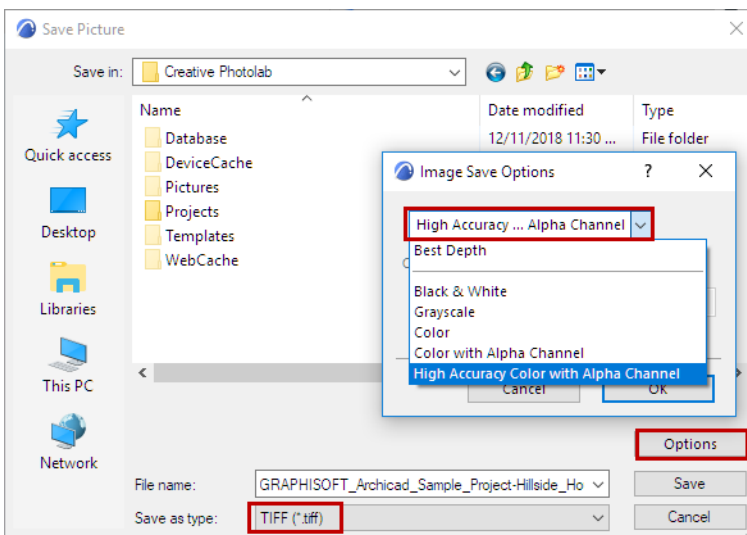 Save Picture
Save in:
Creative Photolab
Name
Date modified
Type
Quick access
Database
12/11/2018 11:30 ...
File folder
DeviceCache
Pictures
Projects
Templates
WebCache
Desktop
Libraries
This PC
Network
Image Save Options
?
High Accuracy ... Alpha Channel
Best Depth
Black & White
Grayscale
Color
Color with Alpha Channel
High Accuracy Color with Alpha Channel
Cancel
OK
Options
File name:
GRAPHISOFT_Archicad_Sample_Project-Hillside_Ho
Save
Save as type:
TIFF (*.tiff)
Cancel